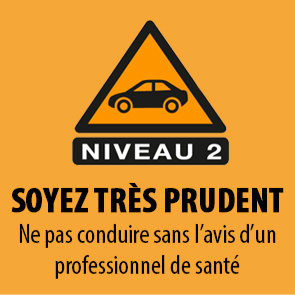 NIVEAU 2
SOYEZ TRÈS PRUDENT
Ne pas conduire sans l’avis d’un
professionnel de santé